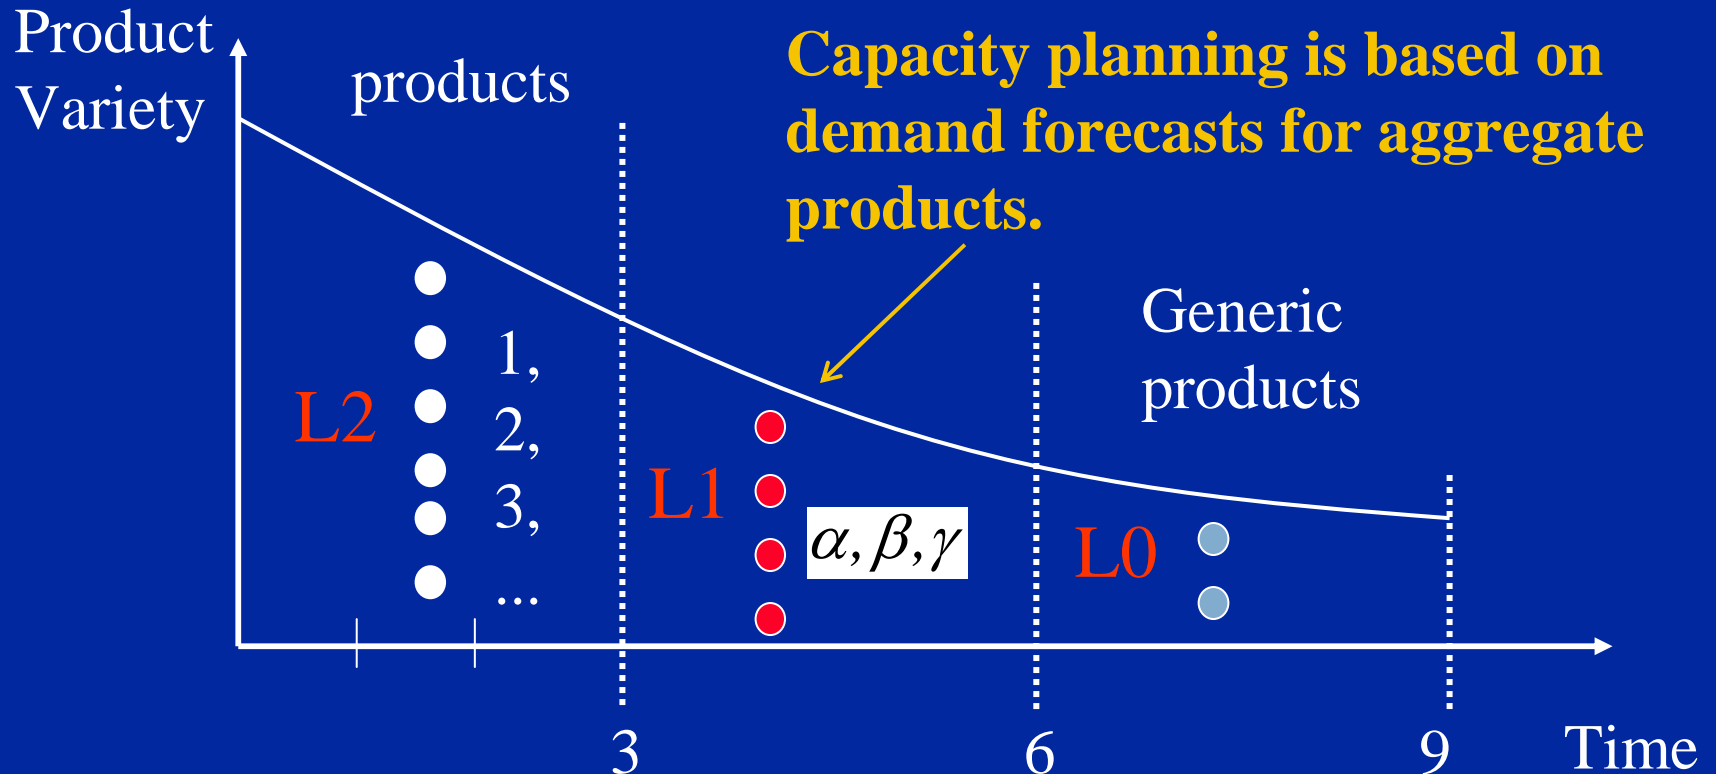 Product
Variety
products
Capacity planning is based on
demand forecasts for aggregate
products.
Generic
products
L2
1,
2,
3,
...
L1
α, β, γ
L0
3
6
9
Time